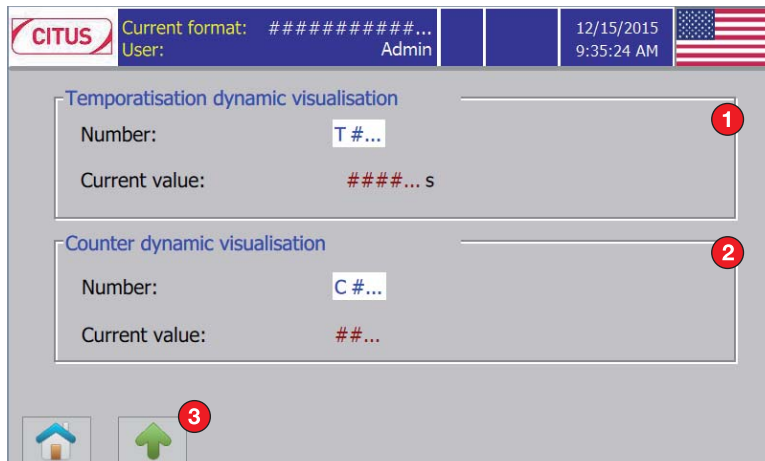 CITUS
Current format: ###########...
User: Admin
12/15/2015
9:35:24 AM
Temporatisation dynamic visualisation
1
Number: T #...
Current value: ####... s
Counter dynamic visualisation
2
Number: C #...
Current value: ##...
3